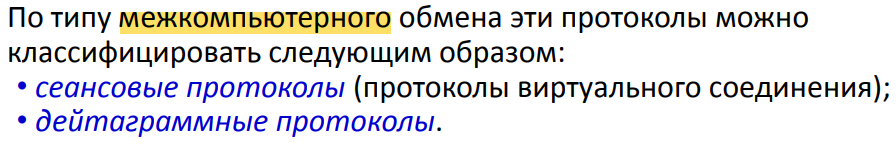 По типу межкомпьютерного обмена эти протоколы можно
классифицировать следующим образом:
• сеансовые протоколы (протоколы виртуального соединения);
• дейтаграммные протоколы.